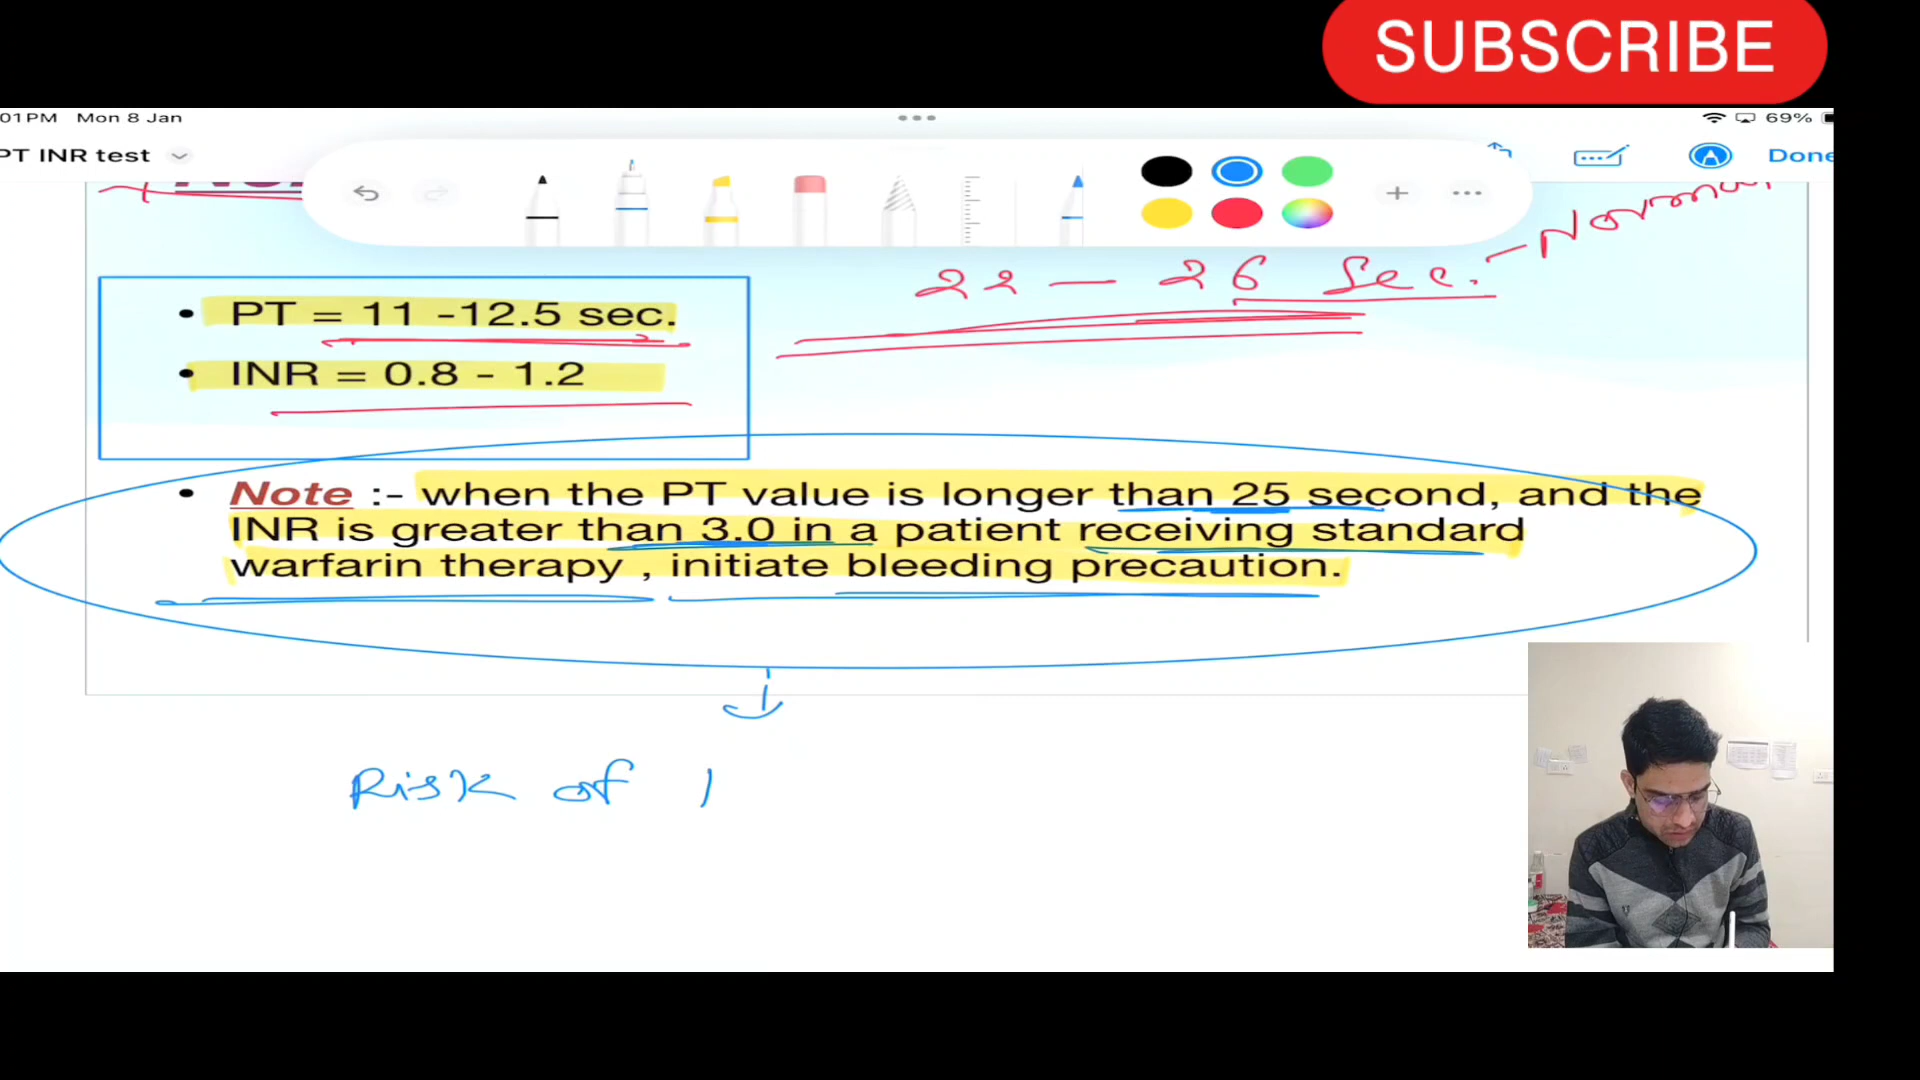 SUBSCRIBE
01PM Mon 8 Jan
69%
PT INR test
Done
22 — 26 Sec. – Normal
• PT = 11 -12.5 sec.
• INR = 0.8 - 1.2
• Note :- when the PT value is longer than 25 second, and the
INR is greater than 3.0 in a patient receiving standard
warfarin therapy , initiate bleeding precaution.
Risk of